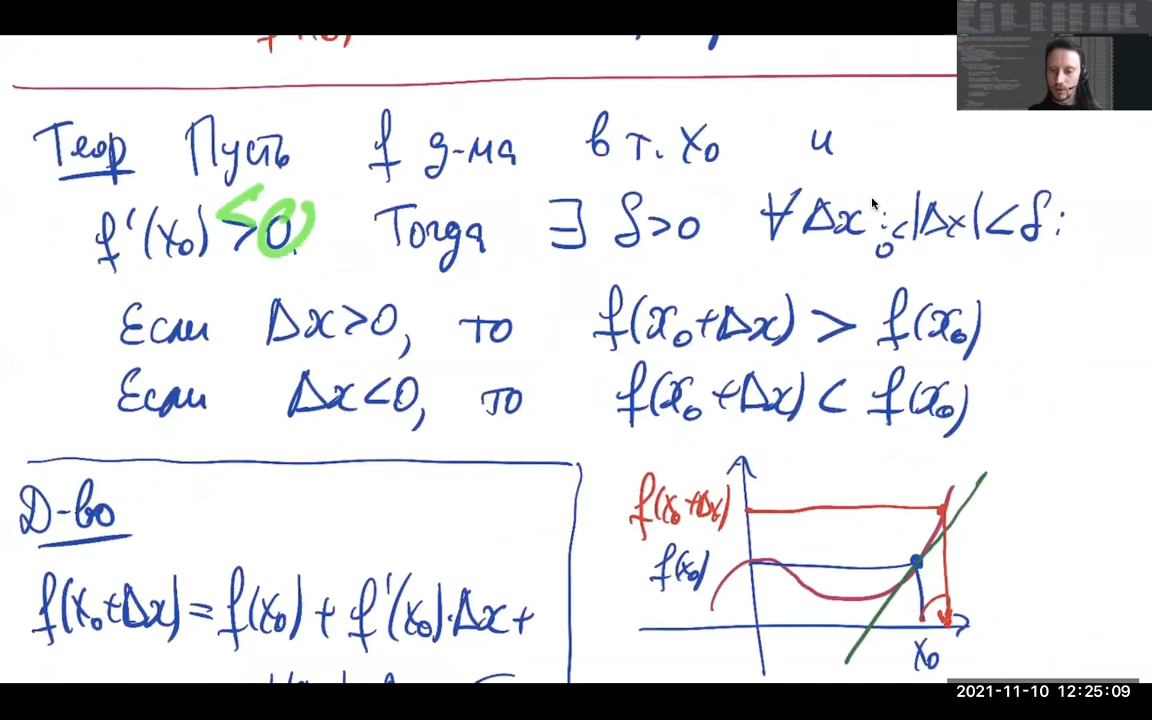 Теор Пусть f д-ма в т. x₀ и
f'(x₀) > 0. Тогда ∃ δ>0 ∀ Δx : 0<|Δx|<δ:
<0
Если Δx>0, то f(x₀+Δx) > f(x₀)
Если Δx<0, то f(x₀+Δx) < f(x₀)
Д-во
f(x₀+Δx) = f(x₀) + f'(x₀)·Δx +
f(x₀+Δx)
f(x₀)
x₀
2021-11-10 12:25:09